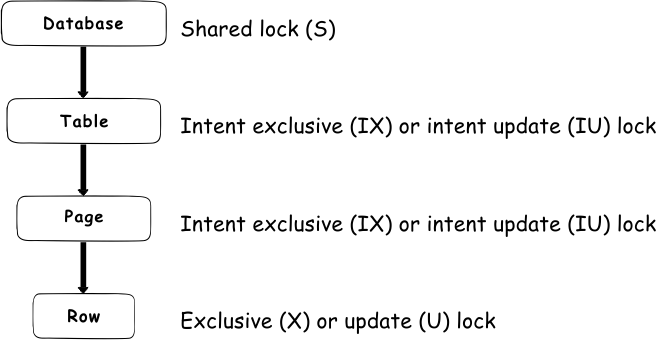 Database Shared lock (S)
Table Intent exclusive (IX) or intent update (IU) lock
Page Intent exclusive (IX) or intent update (IU) lock
Row Exclusive (X) or update (U) lock